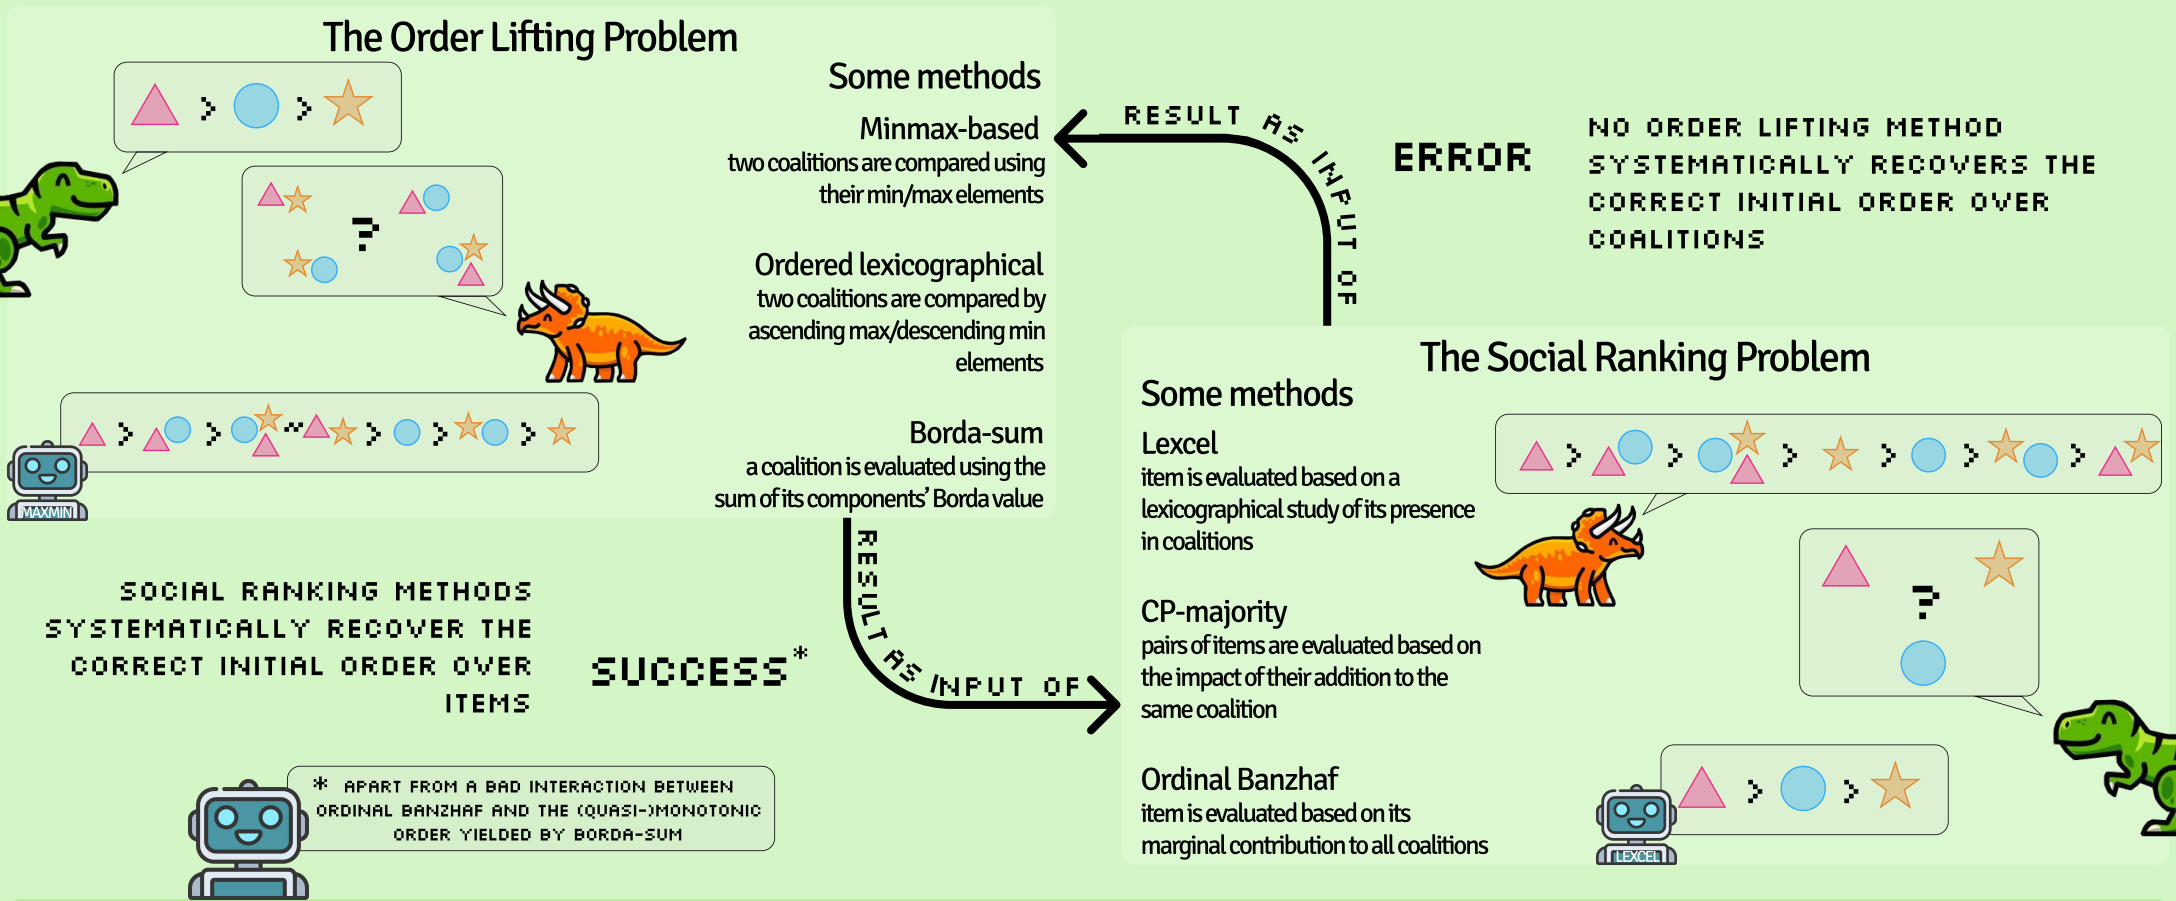 The Order Lifting Problem
> >
?
> > ~ > > >
MAXMIN
Some methods
Minmax-based
two coalitions are compared using
their min/max elements
Ordered lexicographical
two coalitions are compared by
ascending max/descending min
elements
Borda-sum
a coalition is evaluated using the
sum of its components' Borda value
RESULT AS INPUT OF
ERROR
NO ORDER LIFTING METHOD
SYSTEMATICALLY RECOVERS THE
CORRECT INITIAL ORDER OVER
COALITIONS
The Social Ranking Problem
Some methods
Lexcel
item is evaluated based on a
lexicographical study of its presence
in coalitions
CP-majority
pairs of items are evaluated based on
the impact of their addition to the
same coalition
Ordinal Banzhaf
item is evaluated based on its
marginal contribution to all coalitions
> > > > > >
?
> >
LEXCEL
RESULT AS INPUT OF
SOCIAL RANKING METHODS
SYSTEMATICALLY RECOVER THE
CORRECT INITIAL ORDER OVER
ITEMS
SUCCESS*
* APART FROM A BAD INTERACTION BETWEEN
ORDINAL BANZHAF AND THE (QUASI-)MONOTONIC
ORDER YIELDED BY BORDA-SUM